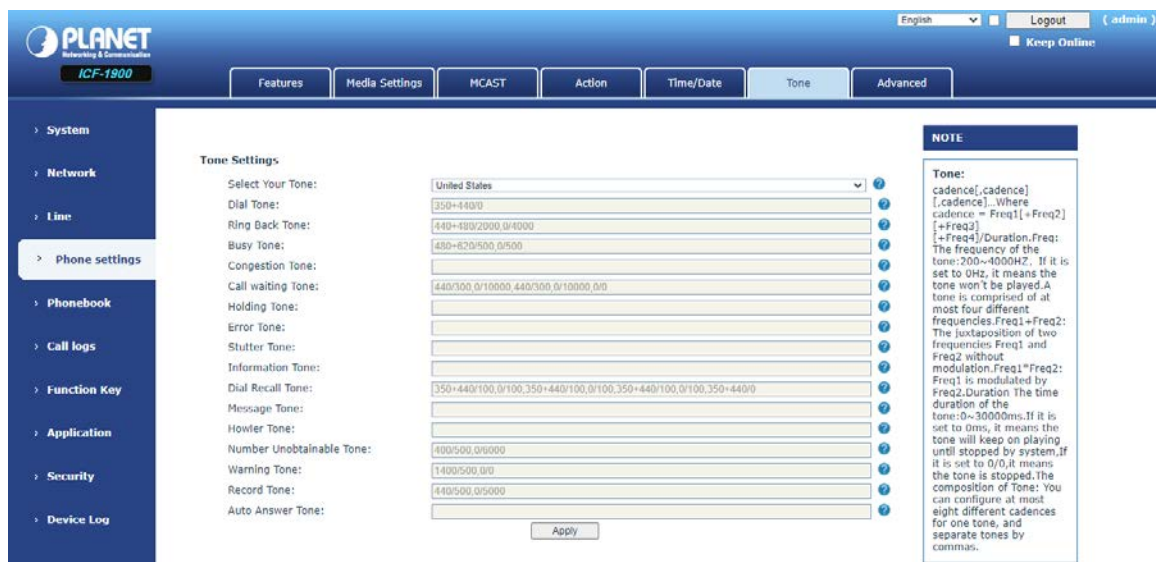 PLANET
Networking & Communication
ICF-1900
English
Logout
( admin )
Keep Online
Features
Media Settings
MCAST
Action
Time/Date
Tone
Advanced
› System
› Network
› Line
› Phone settings
› Phonebook
› Call logs
› Function Key
› Application
› Security
› Device Log
Tone Settings
Select Your Tone: United States
Dial Tone: 350+440/0
Ring Back Tone: 440+480/2000,0/4000
Busy Tone: 480+620/500,0/500
Congestion Tone:
Call waiting Tone: 440/300,0/10000,440/300,0/10000,0/0
Holding Tone:
Error Tone:
Stutter Tone:
Information Tone:
Dial Recall Tone: 350+440/100,0/100,350+440/100,0/100,350+440/100,0/100,350+440/0
Message Tone:
Howler Tone:
Number Unobtainable Tone: 400/500,0/6000
Warning Tone: 1400/500,0/0
Record Tone: 440/500,0/5000
Auto Answer Tone:
Apply
NOTE
Tone:
cadence[,cadence]
[,cadence]...Where
cadence = Freq1[+Freq2]
[+Freq3]
[+Freq4]/Duration.Freq:
The frequency of the
tone:200~4000HZ. If it is
set to 0Hz, it means the
tone won't be played.A
tone is comprised of at
most four different
frequencies.Freq1+Freq2:
The juxtaposition of two
frequencies Freq1 and
Freq2 without
modulation.Freq1*Freq2:
Freq1 is modulated by
Freq2.Duration The time
duration of the
tone:0~30000ms.If it is
set to 0ms, it means the
tone will keep on playing
until stopped by system,If
it is set to 0/0,it means
the tone is stopped.The
composition of Tone: You
can configure at most
eight different cadences
for one tone, and
separate tones by
commas.